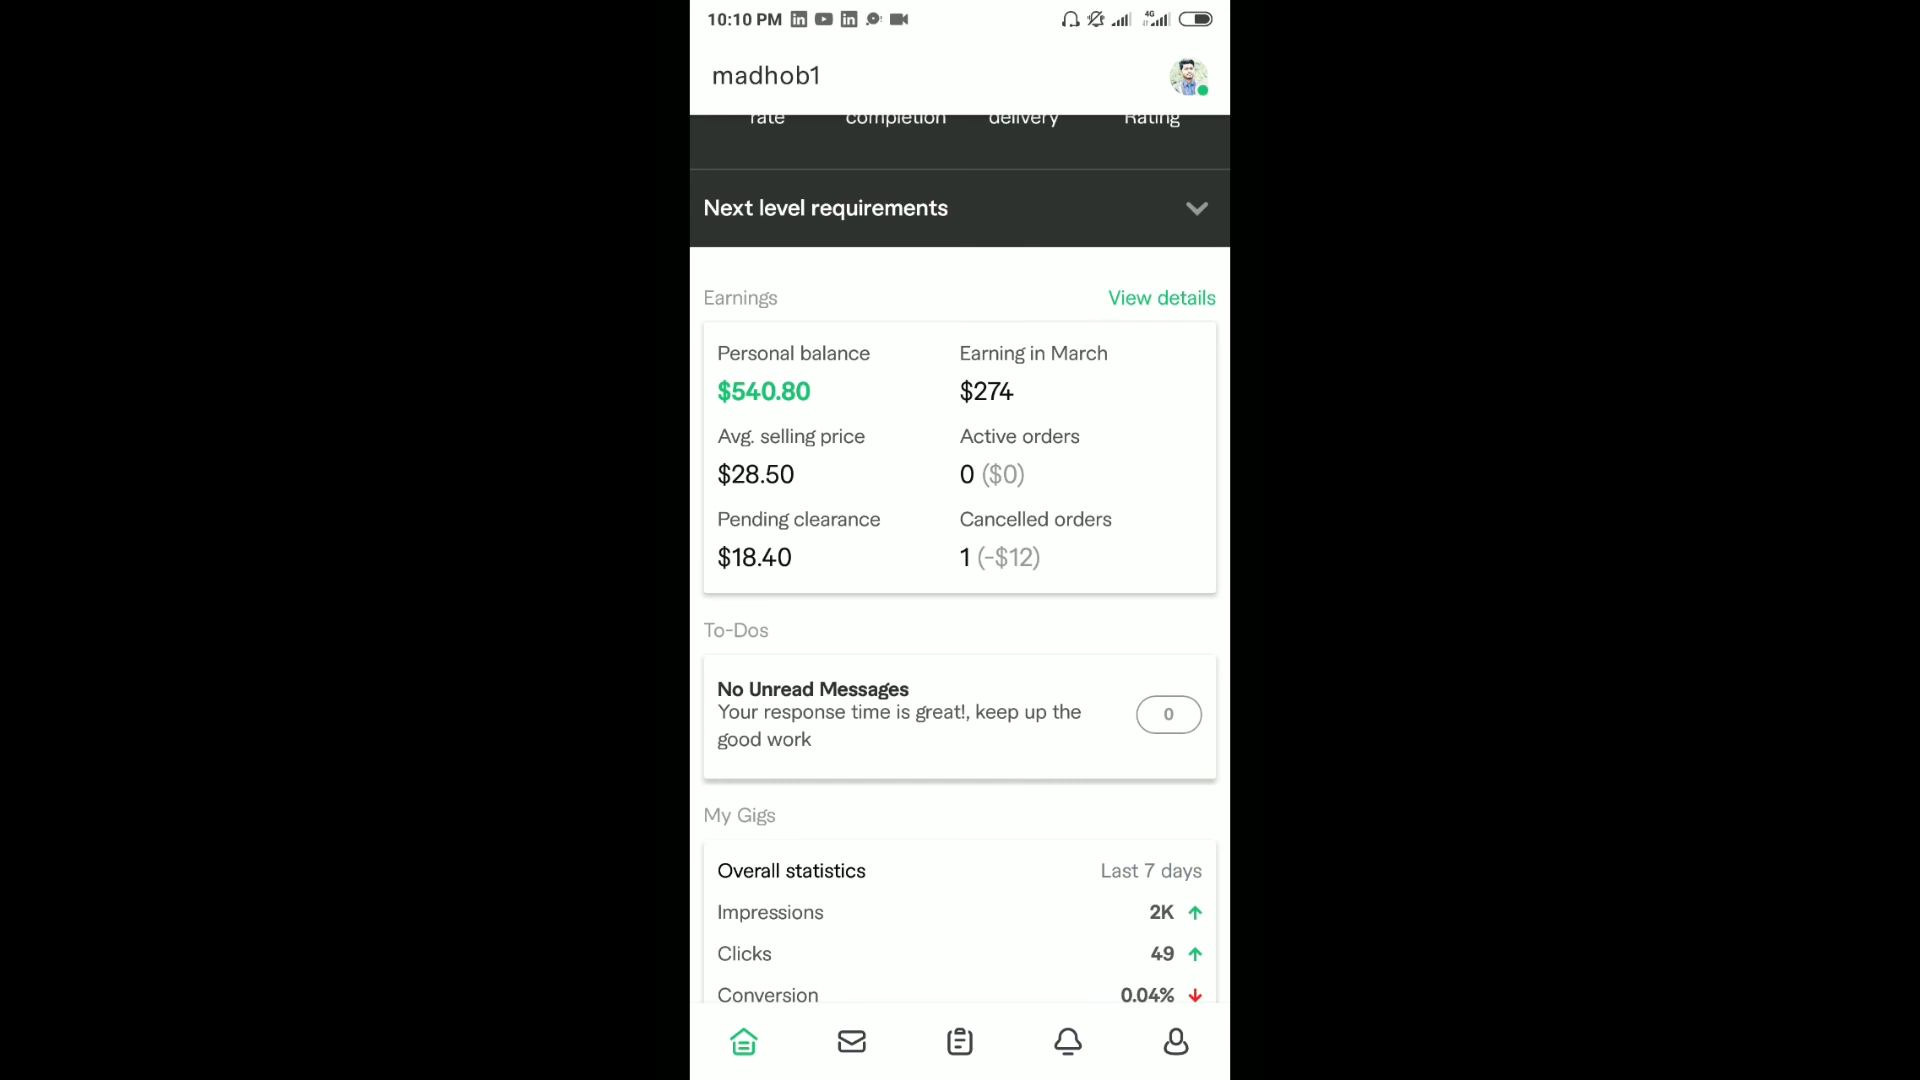 10:10 PM
4G
madhob1
rate completion delivery Rating
Next level requirements
Earnings View details
Personal balance Earning in March
$540.80 $274
Avg. selling price Active orders
$28.50 0 ($0)
Pending clearance Cancelled orders
$18.40 1 (-$12)
To-Dos
No Unread Messages
Your response time is great!, keep up the
good work
0
My Gigs
Overall statistics Last 7 days
Impressions 2K
Clicks 49
Conversion 0.04%